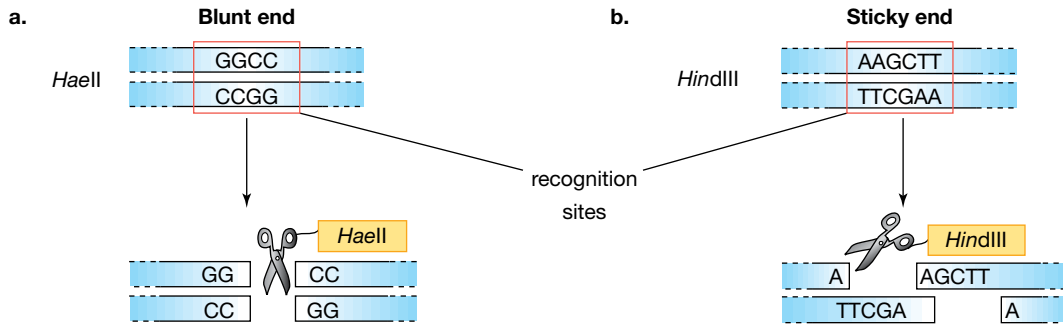 a. Blunt end
GGCC
HaeII
CCGG
recognition
sites
HaeII
GG CC
CC GG
b. Sticky end
AAGCTT
HindIII
TTCGAA
HindIII
A AGCTT
TTCGA A